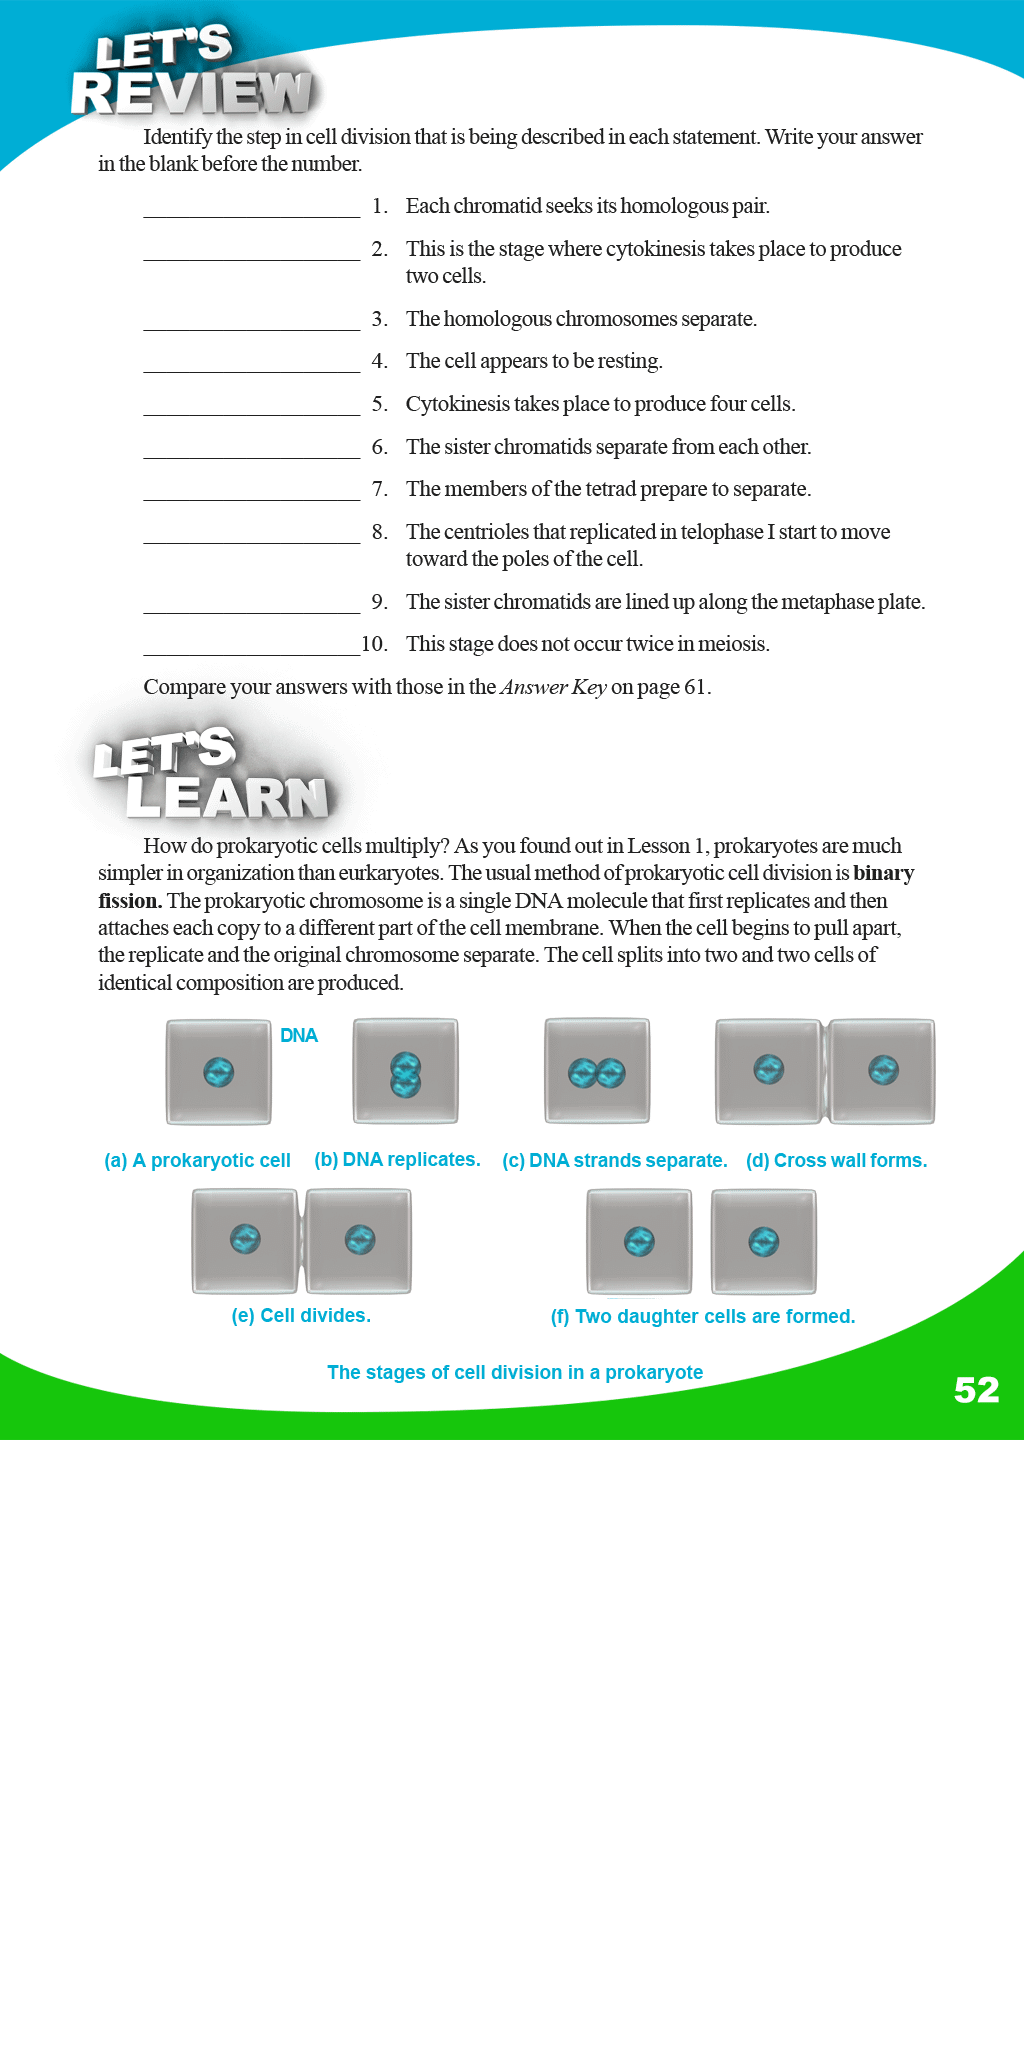 LET'S
REVIEW
Identify the step in cell division that is being described in each statement. Write your answer
in the blank before the number.
____________________ 1. Each chromatid seeks its homologous pair.
____________________ 2. This is the stage where cytokinesis takes place to produce
two cells.
____________________ 3. The homologous chromosomes separate.
____________________ 4. The cell appears to be resting.
____________________ 5. Cytokinesis takes place to produce four cells.
____________________ 6. The sister chromatids separate from each other.
____________________ 7. The members of the tetrad prepare to separate.
____________________ 8. The centrioles that replicated in telophase I start to move
toward the poles of the cell.
____________________ 9. The sister chromatids are lined up along the metaphase plate.
____________________10. This stage does not occur twice in meiosis.
Compare your answers with those in the Answer Key on page 61.
LET'S
LEARN
How do prokaryotic cells multiply? As you found out in Lesson 1, prokaryotes are much
simpler in organization than eurkaryotes. The usual method of prokaryotic cell division is binary
fission. The prokaryotic chromosome is a single DNA molecule that first replicates and then
attaches each copy to a different part of the cell membrane. When the cell begins to pull apart,
the replicate and the original chromosome separate. The cell splits into two and two cells of
identical composition are produced.
DNA
(a) A prokaryotic cell (b) DNA replicates. (c) DNA strands separate. (d) Cross wall forms.
(e) Cell divides. (f) Two daughter cells are formed.
The stages of cell division in a prokaryote
52